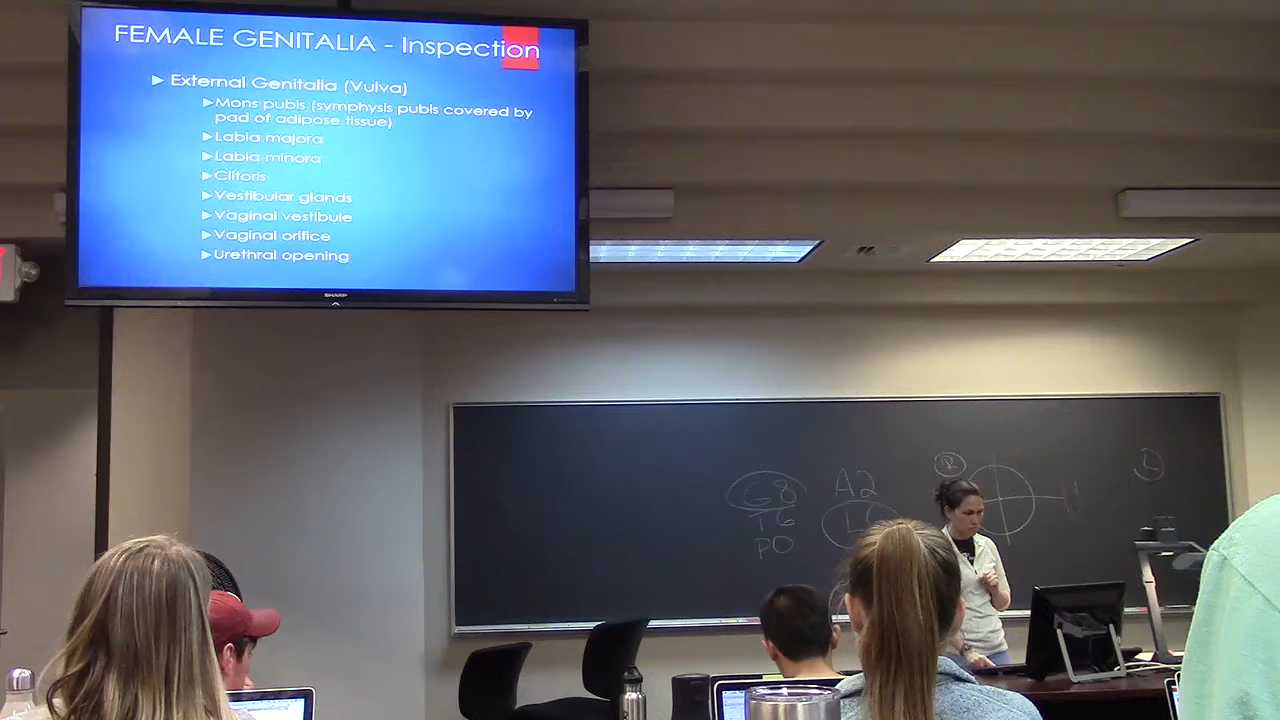 FEMALE GENITALIA - Inspection
► External Genitalia (Vulva)
►Mons pubis (symphysis pubis covered by
pad of adipose tissue)
►Labia majora
►Labia minora
►Clitoris
►Vestibular glands
►Vaginal vestibule
►Vaginal orifice
►Urethral opening
SHARP
G8 A2 R L
T6
P0